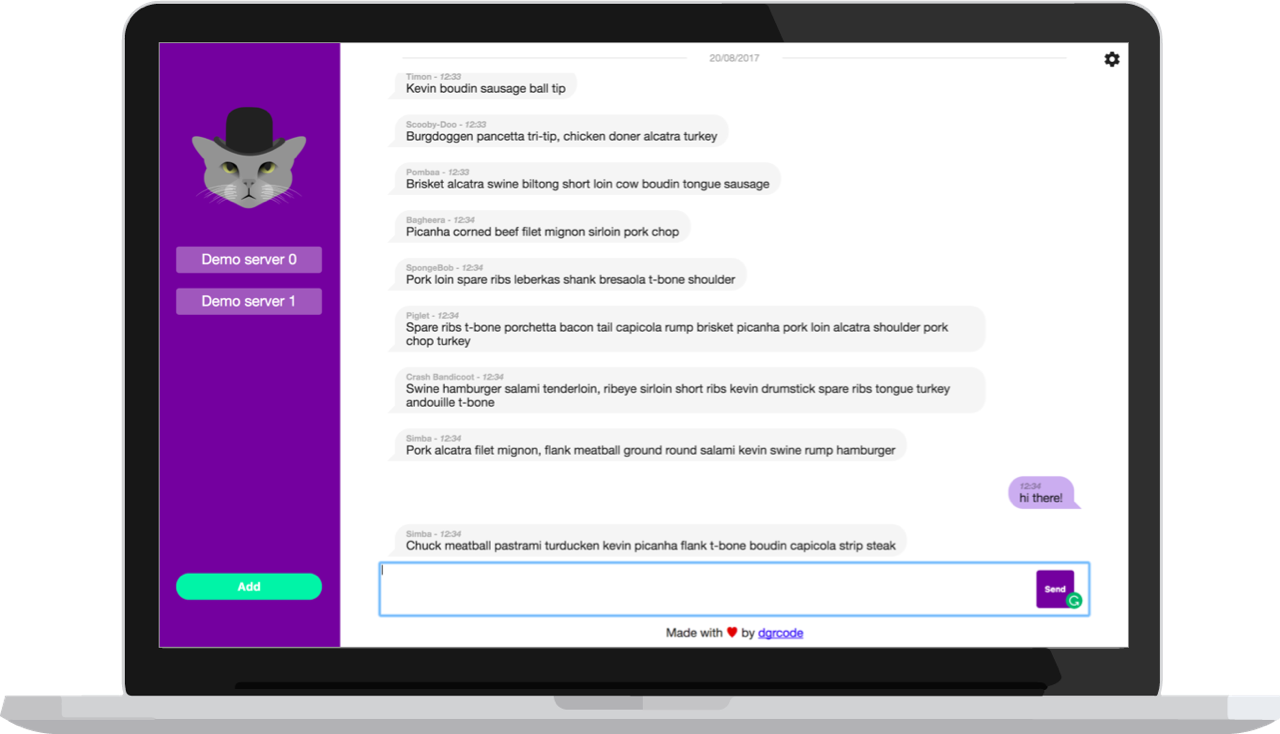 20/08/2017
Timon - 12:33
Kevin boudin sausage ball tip
Scooby-Doo - 12:33
Burgdoggen pancetta tri-tip, chicken doner alcatra turkey
Pombaa - 12:33
Brisket alcatra swine biltong short loin cow boudin tongue sausage
Bagheera - 12:34
Picanha corned beef filet mignon sirloin pork chop
SpongeBob - 12:34
Pork loin spare ribs leberkas shank bresaola t-bone shoulder
Piglet - 12:34
Spare ribs t-bone porchetta bacon tail capicola rump brisket picanha pork loin alcatra shoulder pork
chop turkey
Crash Bandicoot - 12:34
Swine hamburger salami tenderloin, ribeye sirloin short ribs kevin drumstick spare ribs tongue turkey
andouille t-bone
Simba - 12:34
Pork alcatra filet mignon, flank meatball ground round salami kevin swine rump hamburger
12:34
hi there!
Simba - 12:34
Chuck meatball pastrami turducken kevin picanha flank t-bone boudin capicola strip steak
Send
Made with ❤ by dgrcode
Demo server 0
Demo server 1
Add